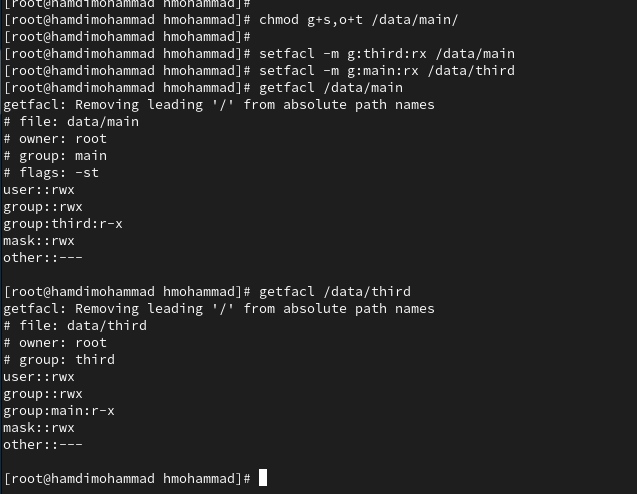 [root@hamdimohammad hmohammad]#
[root@hamdimohammad hmohammad]# chmod g+s,o+t /data/main/
[root@hamdimohammad hmohammad]#
[root@hamdimohammad hmohammad]# setfacl -m g:third:rx /data/main
[root@hamdimohammad hmohammad]# setfacl -m g:main:rx /data/third
[root@hamdimohammad hmohammad]# getfacl /data/main
getfacl: Removing leading '/' from absolute path names
# file: data/main
# owner: root
# group: main
# flags: -st
user::rwx
group::rwx
group:third:r-x
mask::rwx
other::---
[root@hamdimohammad hmohammad]# getfacl /data/third
getfacl: Removing leading '/' from absolute path names
# file: data/third
# owner: root
# group: third
user::rwx
group::rwx
group:main:r-x
mask::rwx
other::---
[root@hamdimohammad hmohammad]#